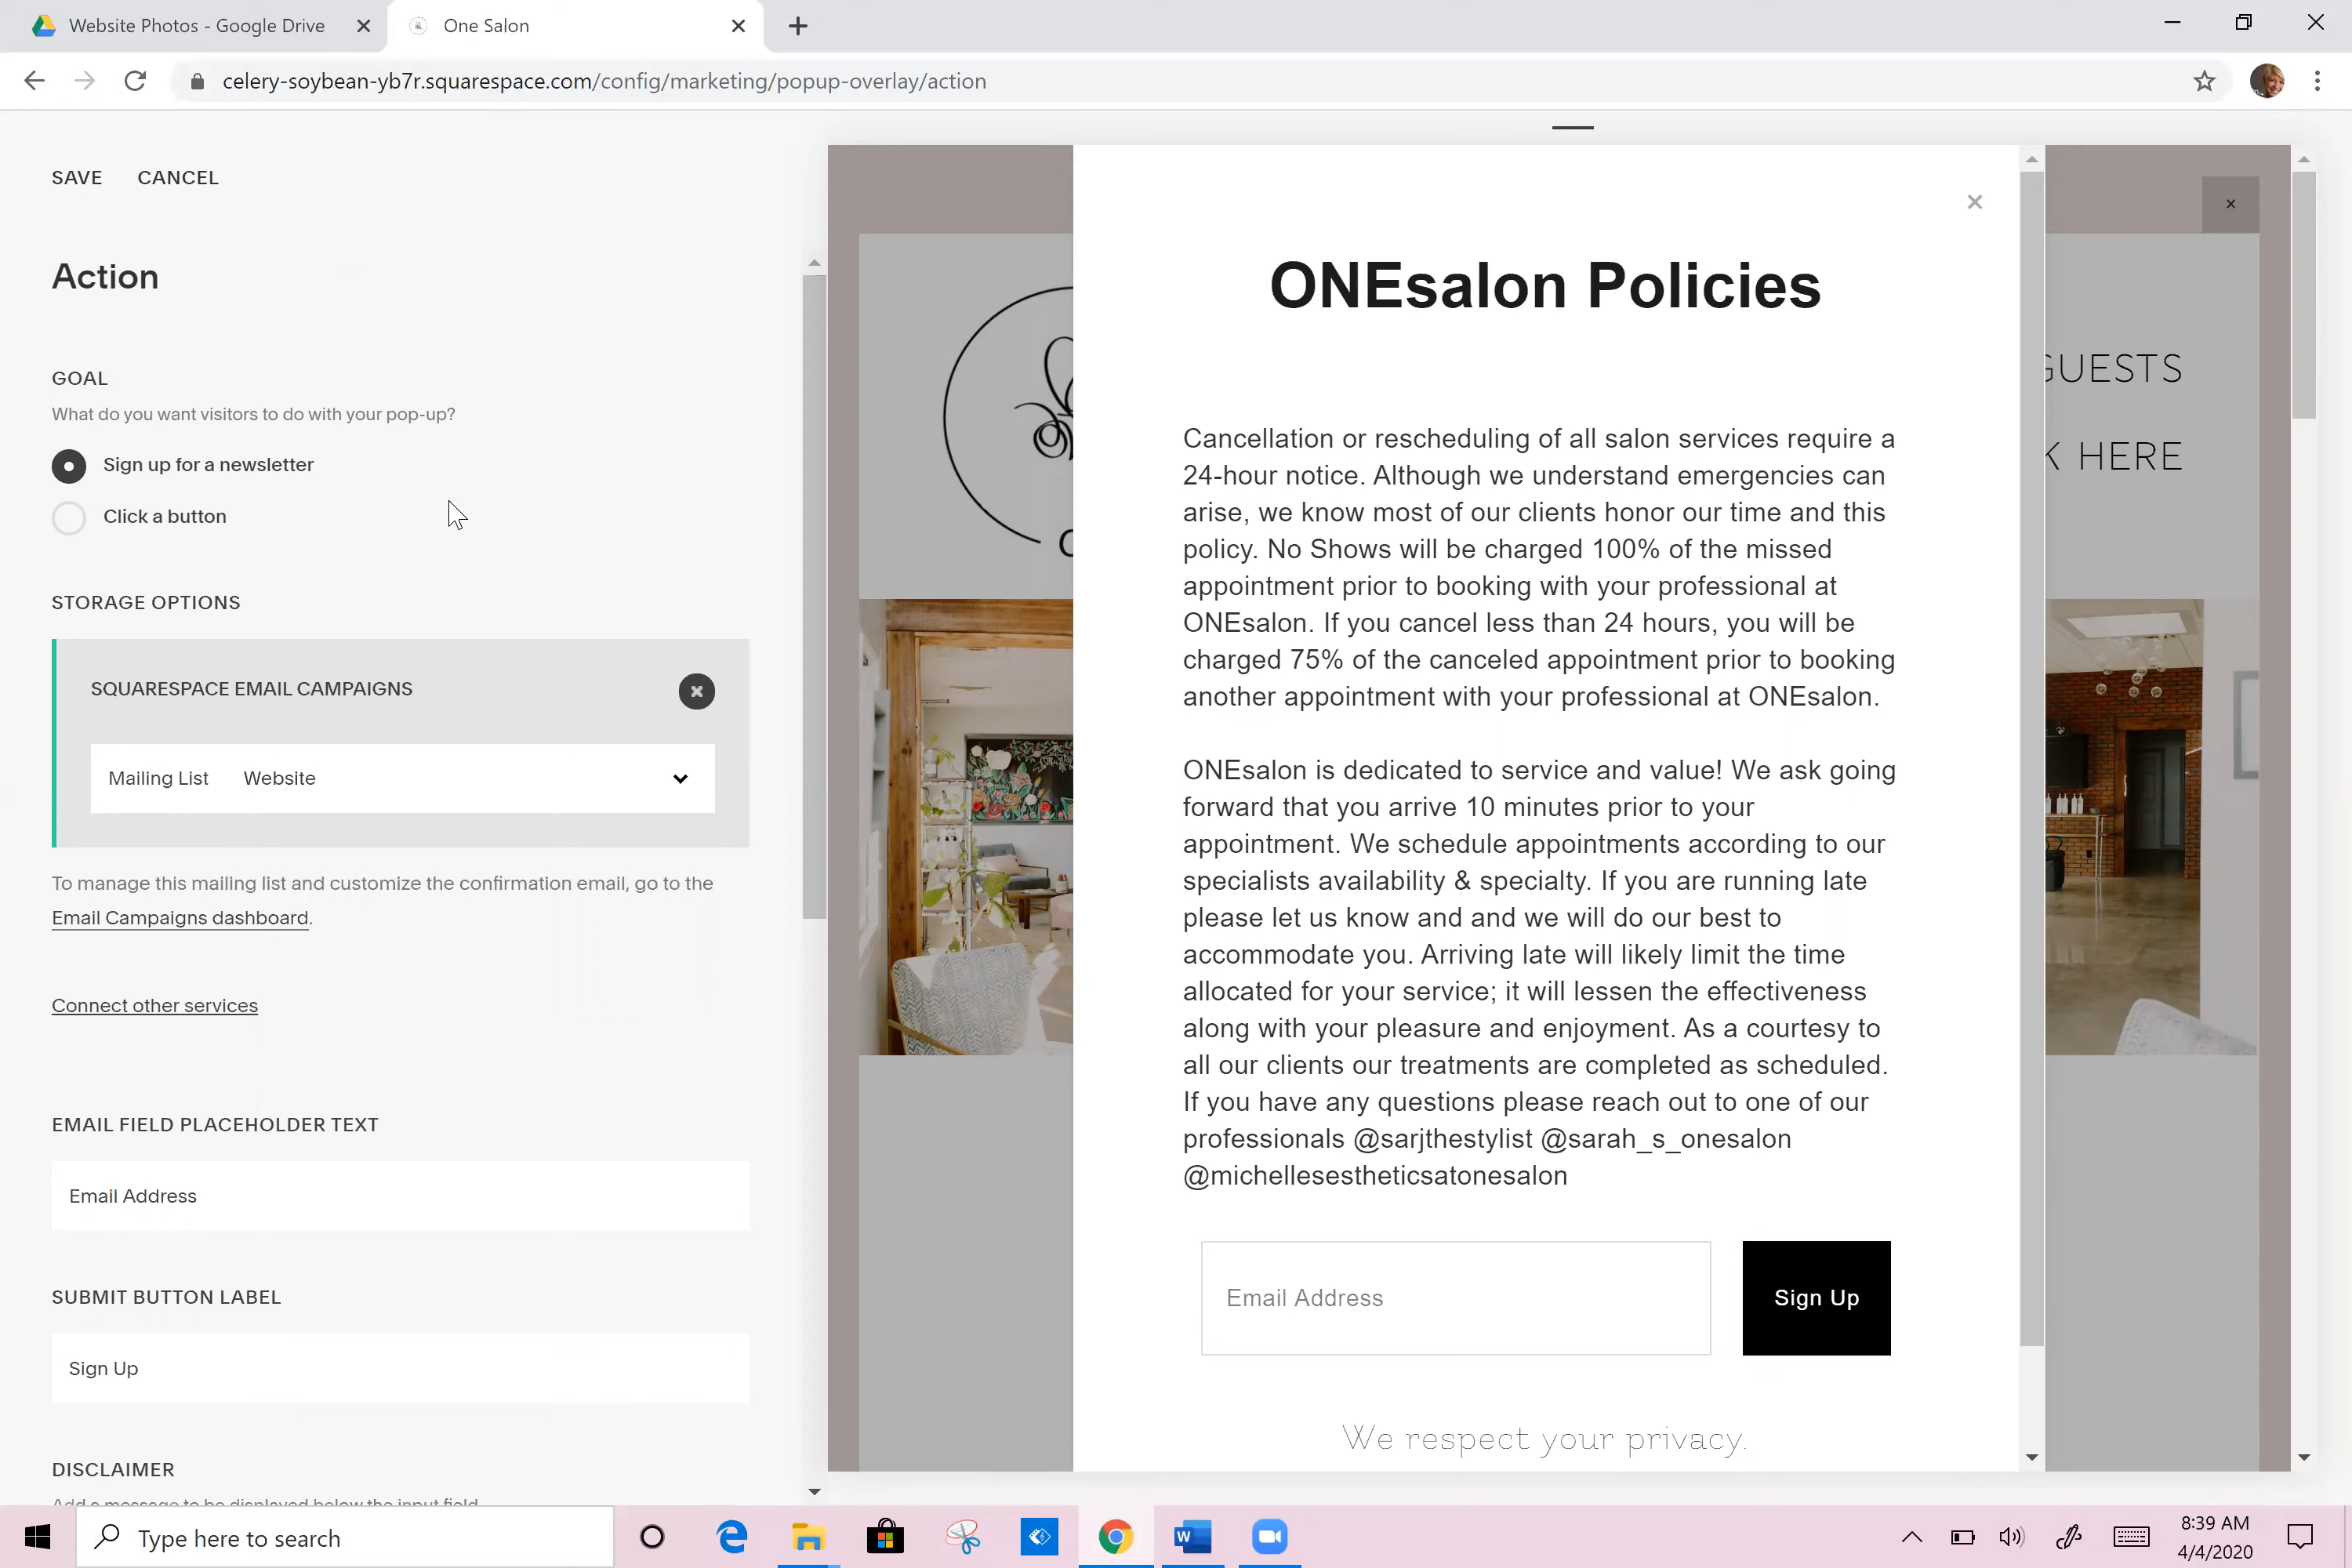 Website Photos - Google Drive
One Salon
celery-soybean-yb7r.squarespace.com/config/marketing/popup-overlay/action
SAVE CANCEL
Action
GOAL
What do you want visitors to do with your pop-up?
Sign up for a newsletter
Click a button
STORAGE OPTIONS
SQUARESPACE EMAIL CAMPAIGNS
Mailing List Website
To manage this mailing list and customize the confirmation email, go to the
Email Campaigns dashboard.
Connect other services
EMAIL FIELD PLACEHOLDER TEXT
Email Address
SUBMIT BUTTON LABEL
Sign Up
DISCLAIMER
Add a message to be displayed below the input field
ONEsalon Policies
Cancellation or rescheduling of all salon services require a
24-hour notice. Although we understand emergencies can
arise, we know most of our clients honor our time and this
policy. No Shows will be charged 100% of the missed
appointment prior to booking with your professional at
ONEsalon. If you cancel less than 24 hours, you will be
charged 75% of the canceled appointment prior to booking
another appointment with your professional at ONEsalon.
ONEsalon is dedicated to service and value! We ask going
forward that you arrive 10 minutes prior to your
appointment. We schedule appointments according to our
specialists availability & specialty. If you are running late
please let us know and and we will do our best to
accommodate you. Arriving late will likely limit the time
allocated for your service; it will lessen the effectiveness
along with your pleasure and enjoyment. As a courtesy to
all our clients our treatments are completed as scheduled.
If you have any questions please reach out to one of our
professionals @sarjthestylist @sarah_s_onesalon
@michellesestheticsatonesalon
Email Address
Sign Up
We respect your privacy.
GUESTS
K HERE
Type here to search
8:39 AM
4/4/2020